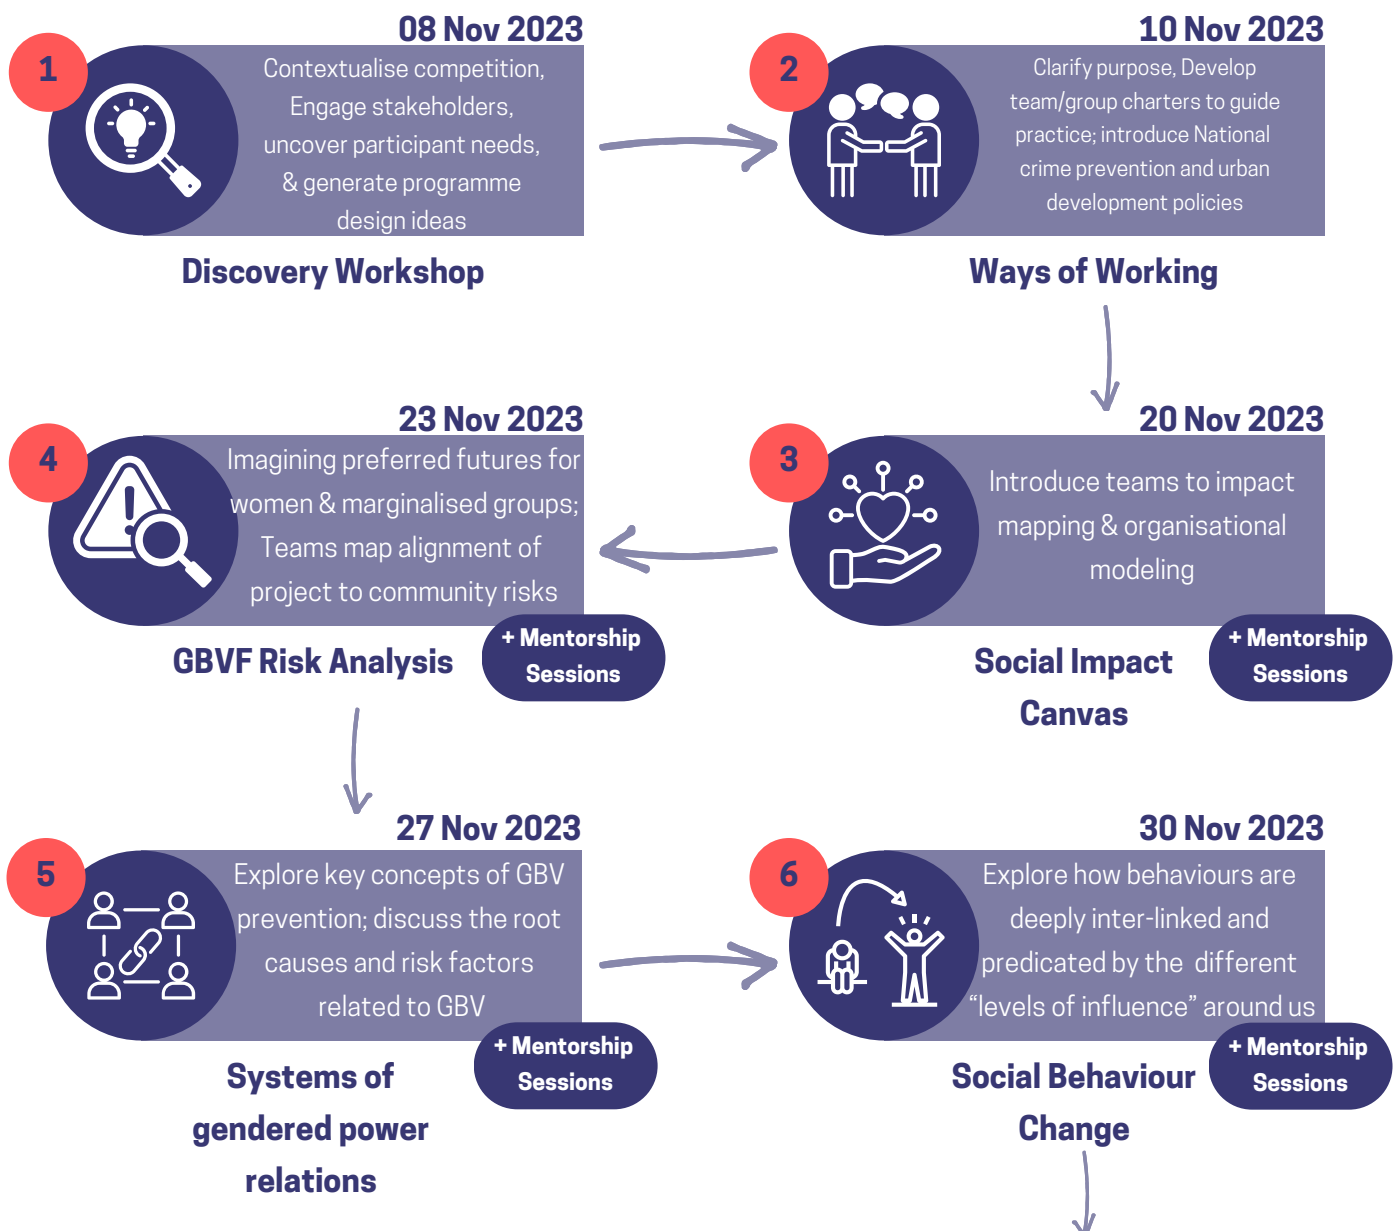 08 Nov 2023
1
Contextualise competition,
Engage stakeholders,
uncover participant needs,
& generate programme
design ideas
Discovery Workshop
10 Nov 2023
2
Clarify purpose, Develop
team/group charters to guide
practice; introduce National
crime prevention and urban
development policies
Ways of Working
20 Nov 2023
3
Introduce teams to impact
mapping & organisational
modeling
+ Mentorship
Sessions
Social Impact
Canvas
23 Nov 2023
4
Imagining preferred futures for
women & marginalised groups;
Teams map alignment of
project to community risks
+ Mentorship
Sessions
GBVF Risk Analysis
27 Nov 2023
5
Explore key concepts of GBV
prevention; discuss the root
causes and risk factors
related to GBV
+ Mentorship
Sessions
Systems of
gendered power
relations
30 Nov 2023
6
Explore how behaviours are
deeply inter-linked and
predicated by the different
“levels of influence” around us
+ Mentorship
Sessions
Social Behaviour
Change